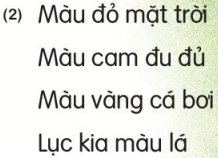 (2) Màu đỏ mặt trời
Màu cam đu đủ
Màu vàng cá bơi
Lục kia màu lá